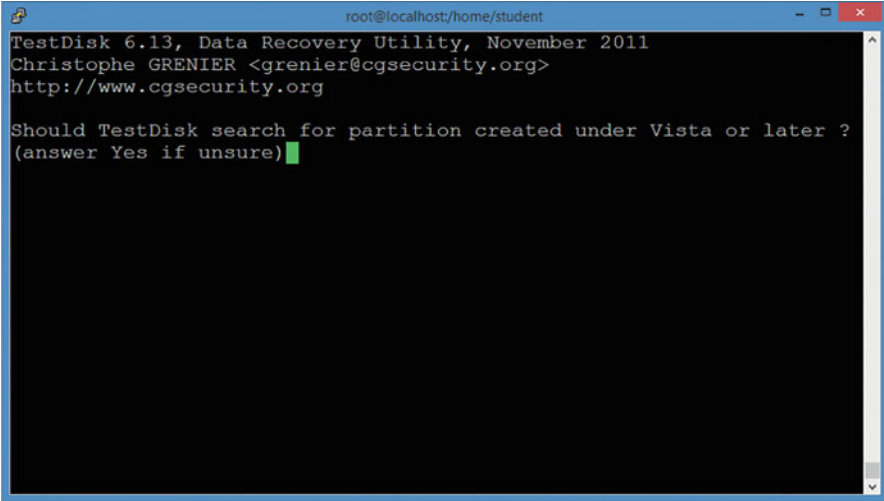 root@localhost:/home/student
TestDisk 6.13, Data Recovery Utility, November 2011
Christophe GRENIER <grenier@cgsecurity.org>
http://www.cgsecurity.org
Should TestDisk search for partition created under Vista or later ?
(answer Yes if unsure)